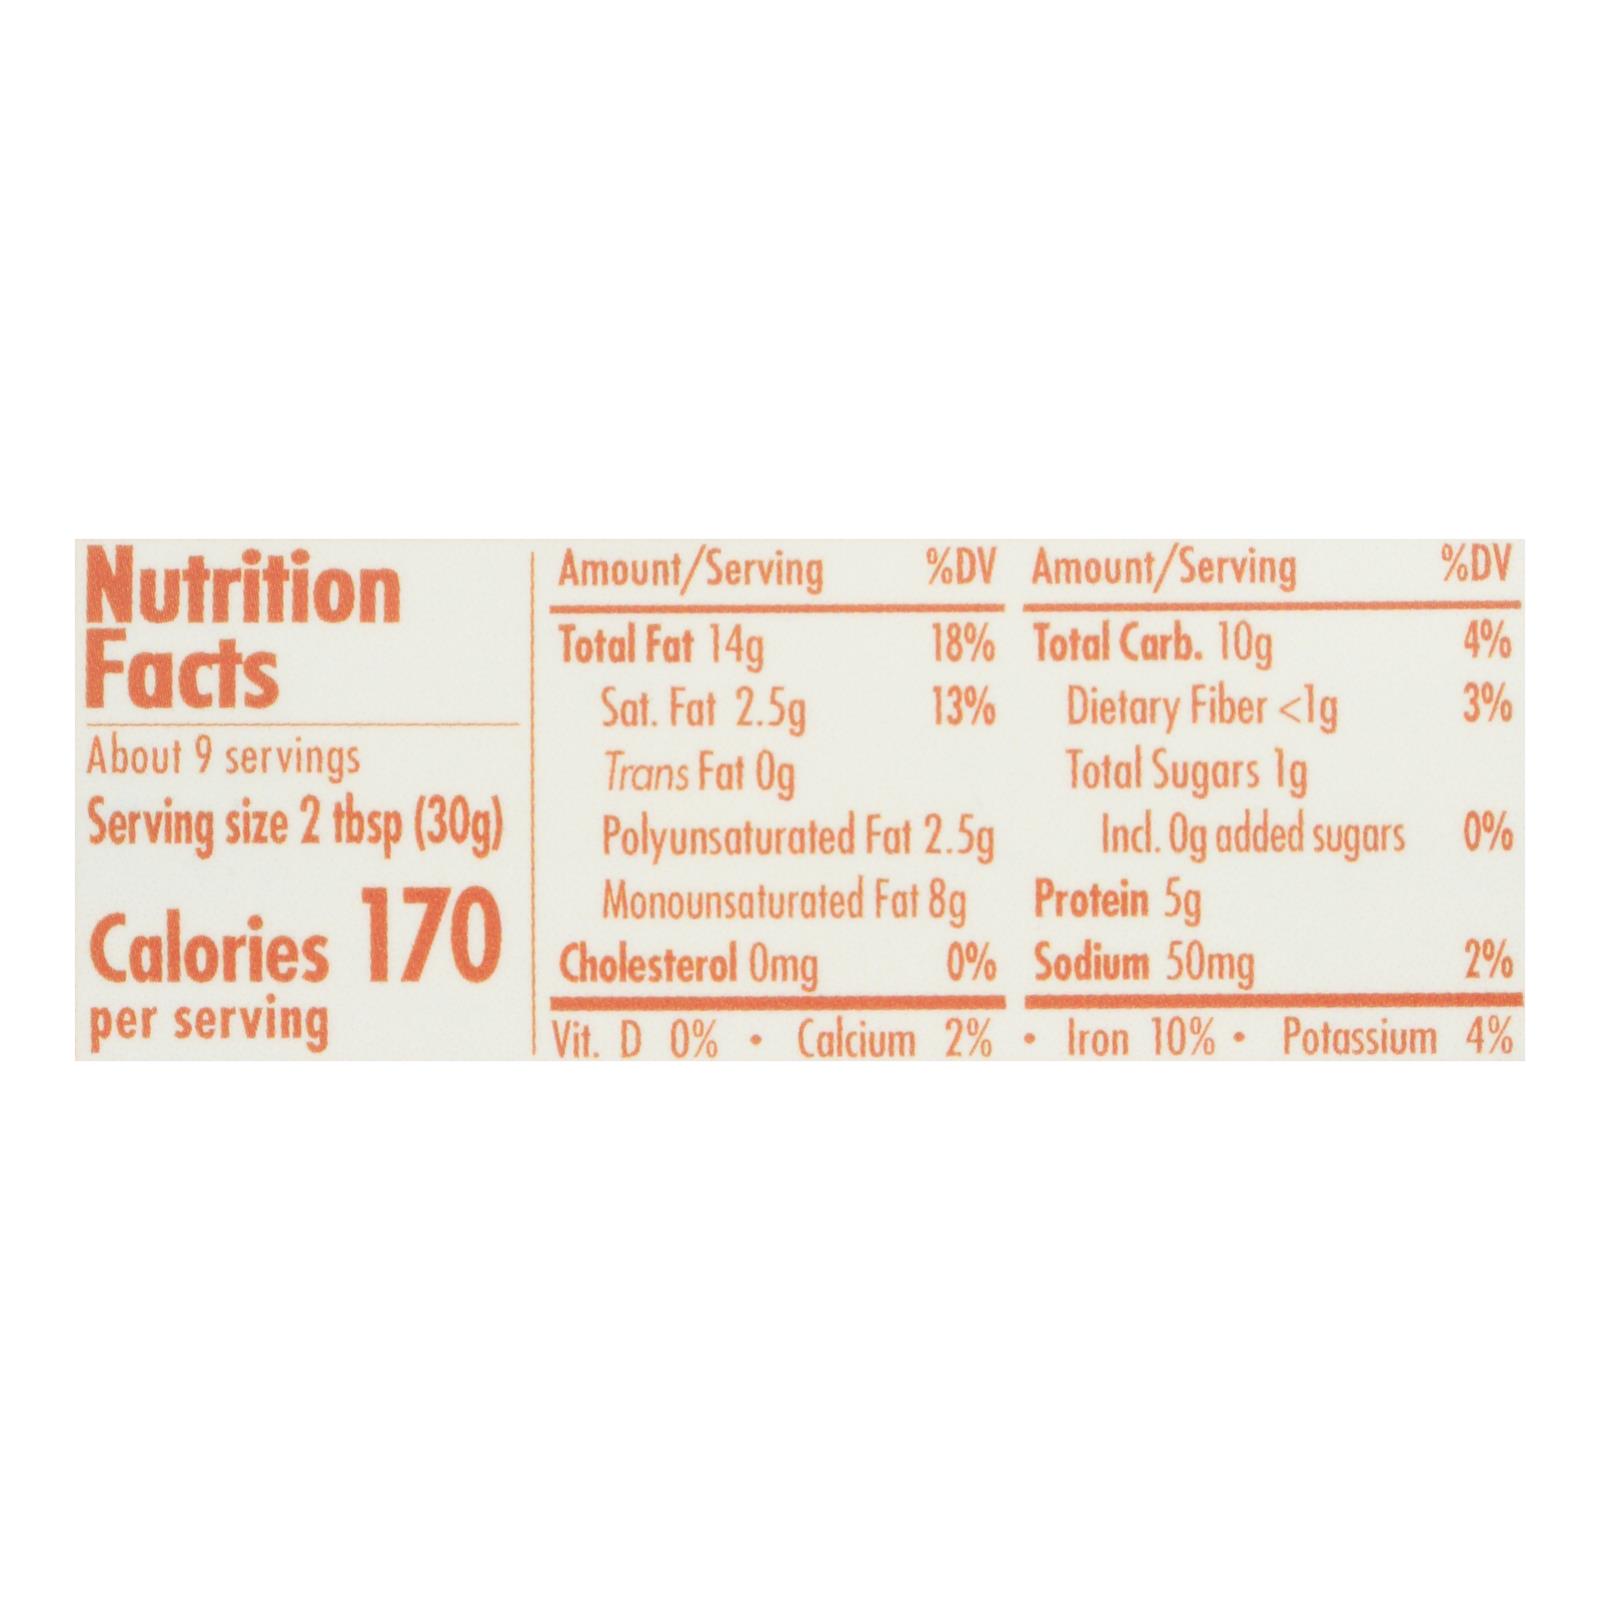 Nutrition
Facts
About 9 servings
Serving size 2 tbsp (30g)
Calories 170
per serving
Amount/Serving %DV
Total Fat 14g 18%
Sat. Fat 2.5g 13%
Trans Fat 0g
Polyunsaturated Fat 2.5g
Monounsaturated Fat 8g
Cholesterol 0mg 0%
Amount/Serving %DV
Total Carb. 10g 4%
Dietary Fiber <1g 3%
Total Sugars 1g
Incl. 0g added sugars 0%
Protein 5g
Sodium 50mg 2%
Vit. D 0% • Calcium 2% • Iron 10% • Potassium 4%